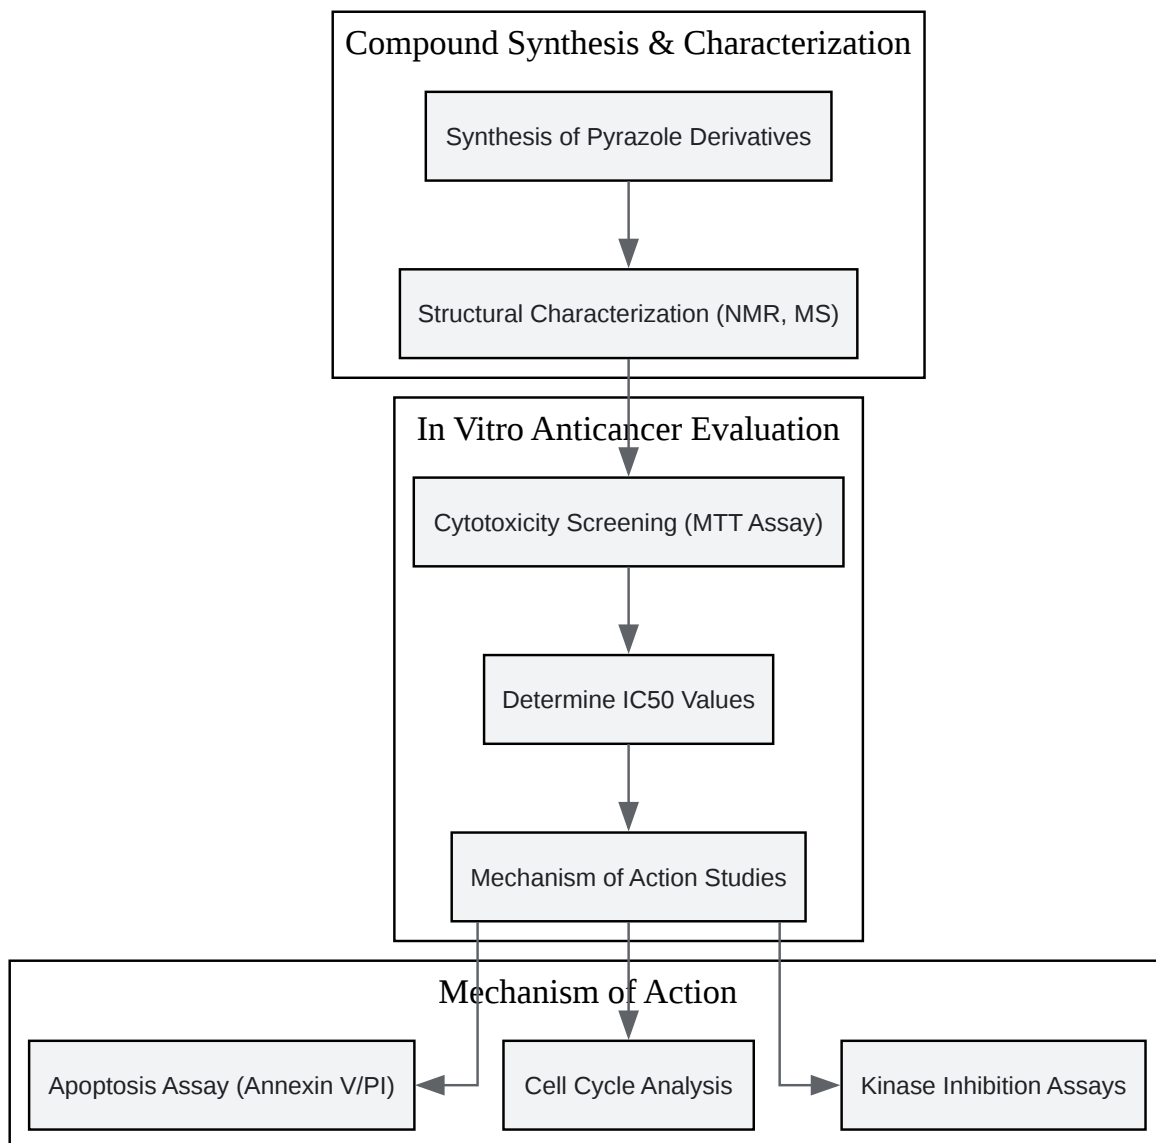 Compound Synthesis & Characterization
Synthesis of Pyrazole Derivatives
Structural Characterization (NMR, MS)
In Vitro Anticancer Evaluation
Cytotoxicity Screening (MTT Assay)
Determine IC50 Values
Mechanism of Action Studies
Mechanism of Action
Apoptosis Assay (Annexin V/PI)
Cell Cycle Analysis
Kinase Inhibition Assays